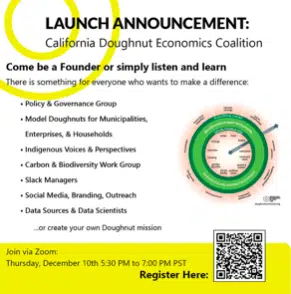 LAUNCH ANNOUNCEMENT:
California Doughnut Economics Coalition
Come be a Founder or simply listen and learn
There is something for everyone who wants to make a difference:
• Policy & Governance Group
• Model Doughnuts for Municipalities,
Enterprises, & Households
• Indigenous Voices & Perspectives
• Carbon & Biodiversity Work Group
• Slack Managers
• Social Media, Branding, Outreach
• Data Sources & Data Scientists
...or create your own Doughnut mission
Join via Zoom:
Thursday, December 10th 5:30 PM to 7:00 PM PST
Register Here: